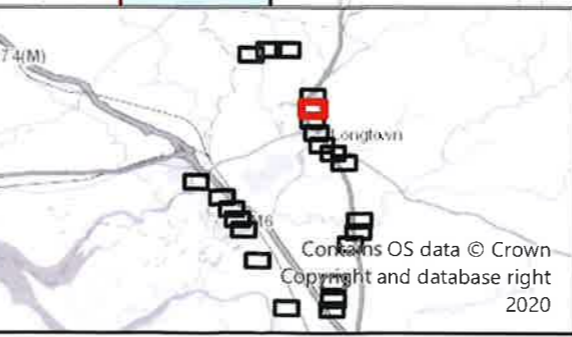 74(M)
Longtown
M6
Contains OS data © Crown
Copyright and database right
2020